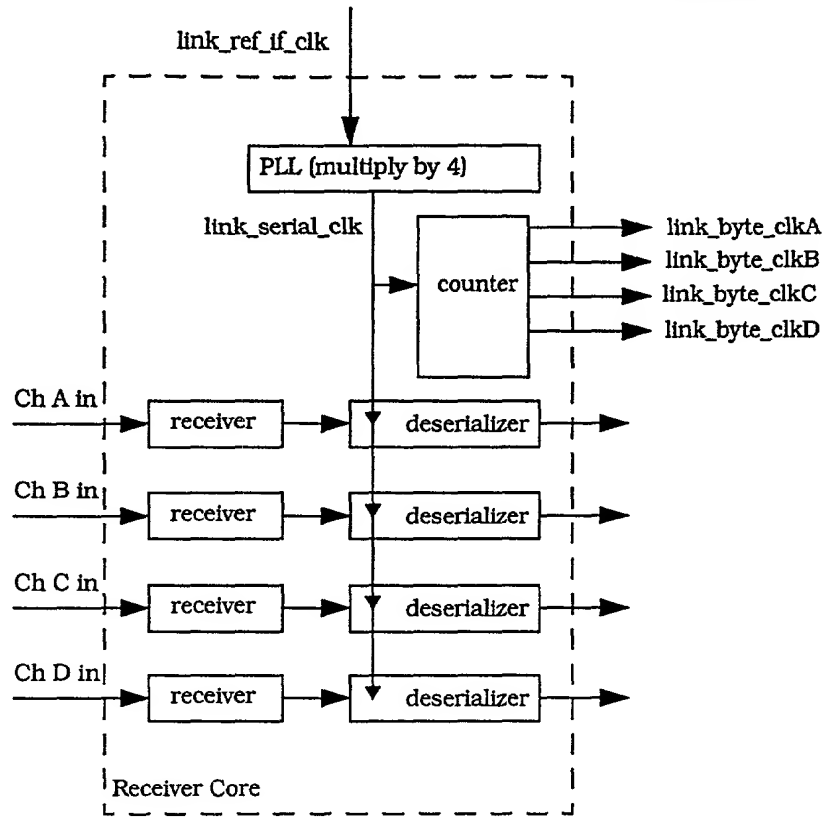 link_ref_if_clk
PLL (multiply by 4)
link_serial_clk
counter
link_byte_clkA
link_byte_clkB
link_byte_clkC
link_byte_clkD
Ch A in
receiver
deserializer
Ch B in
receiver
deserializer
Ch C in
receiver
deserializer
Ch D in
receiver
deserializer
Receiver Core